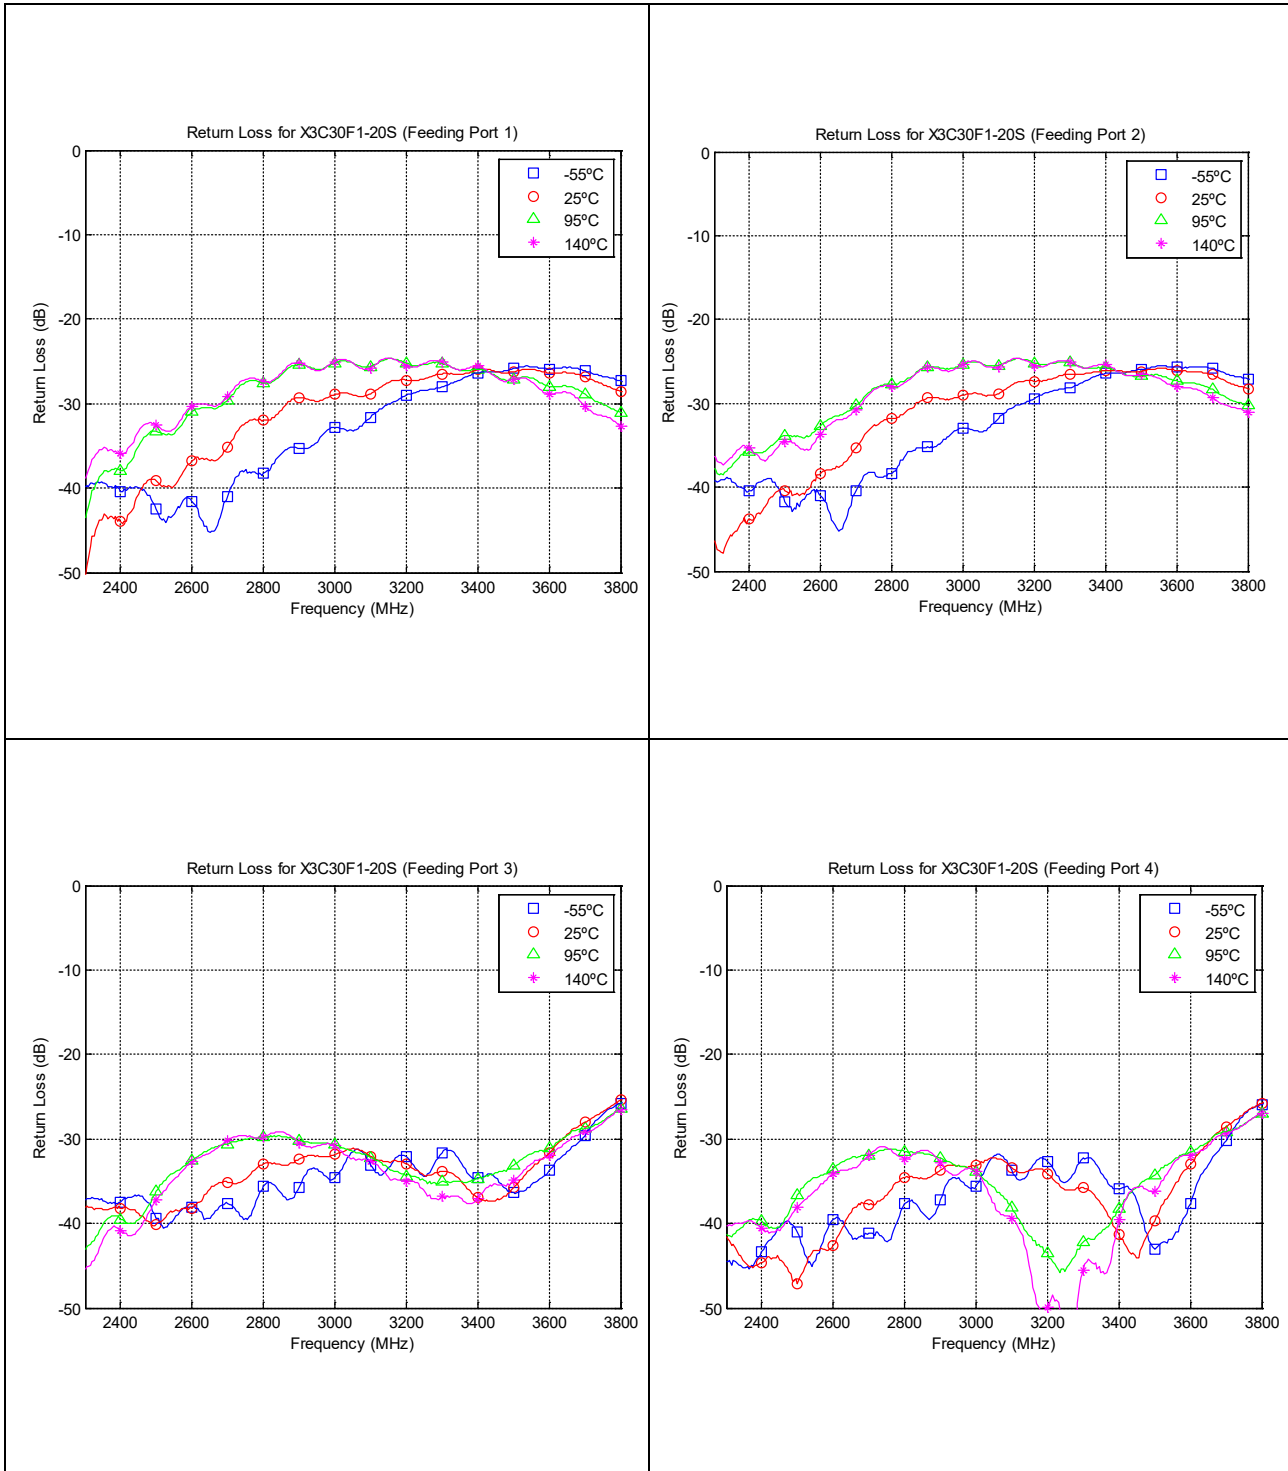 Return Loss for X3C30F1-20S (Feeding Port 1)
0
-10
-20
-30
-40
-50
Return Loss (dB)
-55ºC
25ºC
95ºC
140ºC
2400 2600 2800 3000 3200 3400 3600 3800
Frequency (MHz)
Return Loss for X3C30F1-20S (Feeding Port 2)
0
-10
-20
-30
-40
-50
Return Loss (dB)
-55ºC
25ºC
95ºC
140ºC
2400 2600 2800 3000 3200 3400 3600 3800
Frequency (MHz)
Return Loss for X3C30F1-20S (Feeding Port 3)
0
-10
-20
-30
-40
-50
Return Loss (dB)
-55ºC
25ºC
95ºC
140ºC
2400 2600 2800 3000 3200 3400 3600 3800
Frequency (MHz)
Return Loss for X3C30F1-20S (Feeding Port 4)
0
-10
-20
-30
-40
-50
Return Loss (dB)
-55ºC
25ºC
95ºC
140ºC
2400 2600 2800 3000 3200 3400 3600 3800
Frequency (MHz)